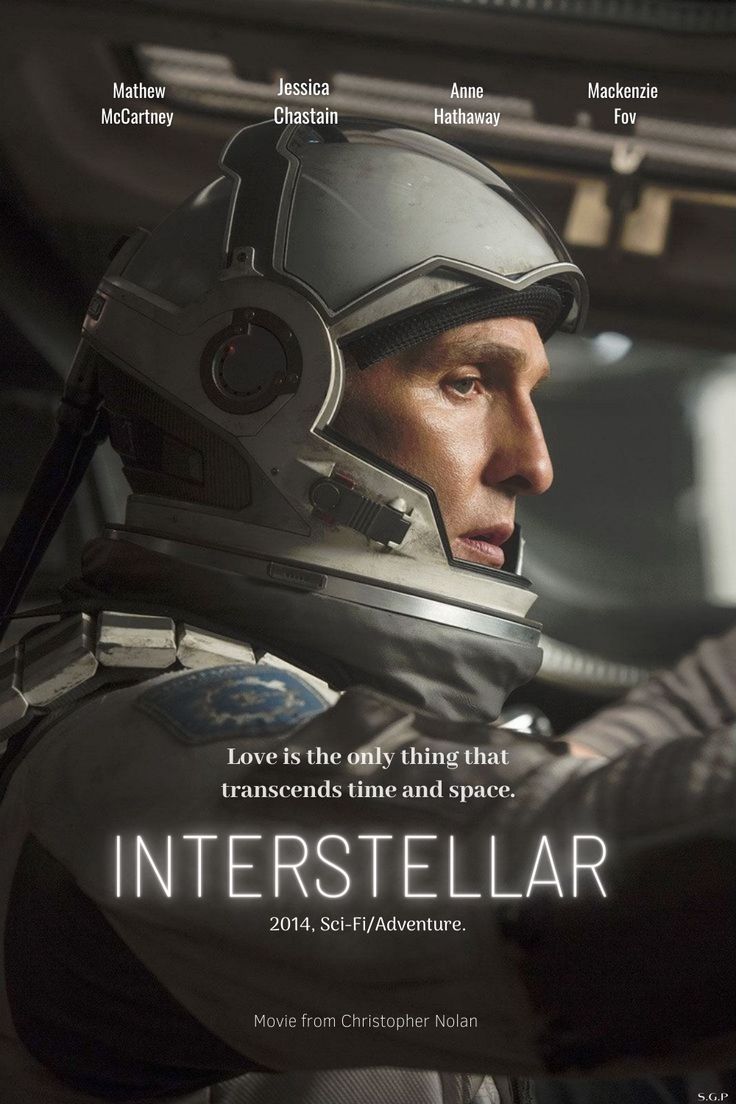 Mathew
McCartney
Jessica
Chastain
Anne
Hathaway
Mackenzie
Fov
Love is the only thing that
transcends time and space.
INTERSTELLAR
2014, Sci-Fi/Adventure.
Movie from Christopher Nolan
S.G.P